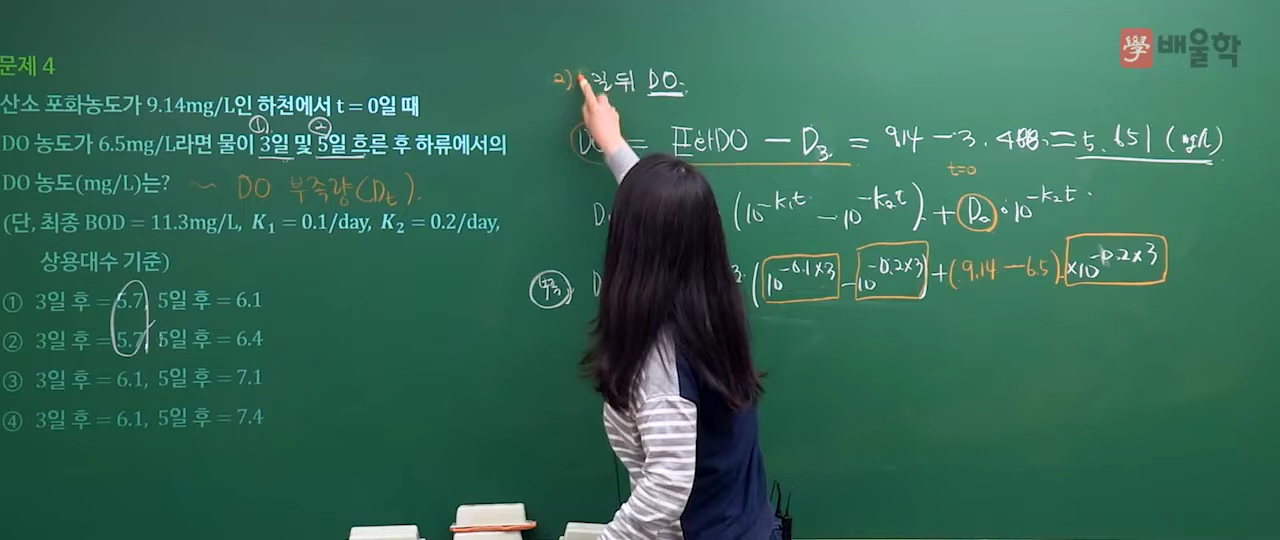 學 배울학
문제 4
산소 포화농도가 9.14mg/L인 하천에서 t = 0일 때
① ②
DO 농도가 6.5mg/L라면 물이 3일 및 5일 흐른 후 하류에서의
DO 농도(mg/L)는? ~ DO 부족량(Dt).
(단, 최종 BOD = 11.3mg/L, K₁ = 0.1/day, K₂ = 0.2/day,
상용대수 기준)
① 3일 후 = 5.7, 5일 후 = 6.1
② 3일 후 = 5.7, 5일 후 = 6.4
③ 3일 후 = 6.1, 5일 후 = 7.1
④ 3일 후 = 6.1, 5일 후 = 7.4
2) 일 뒤 DO.
= 포화DO − D₃ = 9.14 − 3.488 = 5.651 (mg/L)
t=0
(10^-k₁t − 10^-k₂t) + D₀ · 10^-k₂t
(10^-0.1×3 − 10^-0.2×3) + (9.14 − 6.5) × 10^-0.2×3